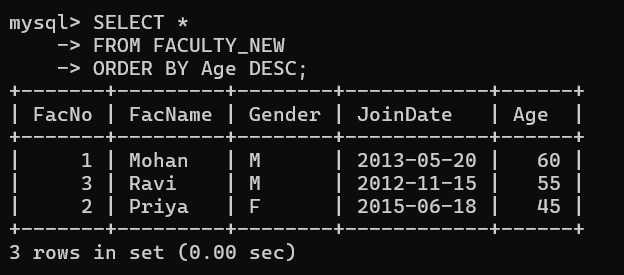 mysql> SELECT *
    -> FROM FACULTY_NEW
    -> ORDER BY Age DESC;
+-------+---------+--------+------------+------+
| FacNo | FacName | Gender | JoinDate   | Age  |
+-------+---------+--------+------------+------+
|     1 | Mohan   | M      | 2013-05-20 |   60 |
|     3 | Ravi    | M      | 2012-11-15 |   55 |
|     2 | Priya   | F      | 2015-06-18 |   45 |
+-------+---------+--------+------------+------+
3 rows in set (0.00 sec)